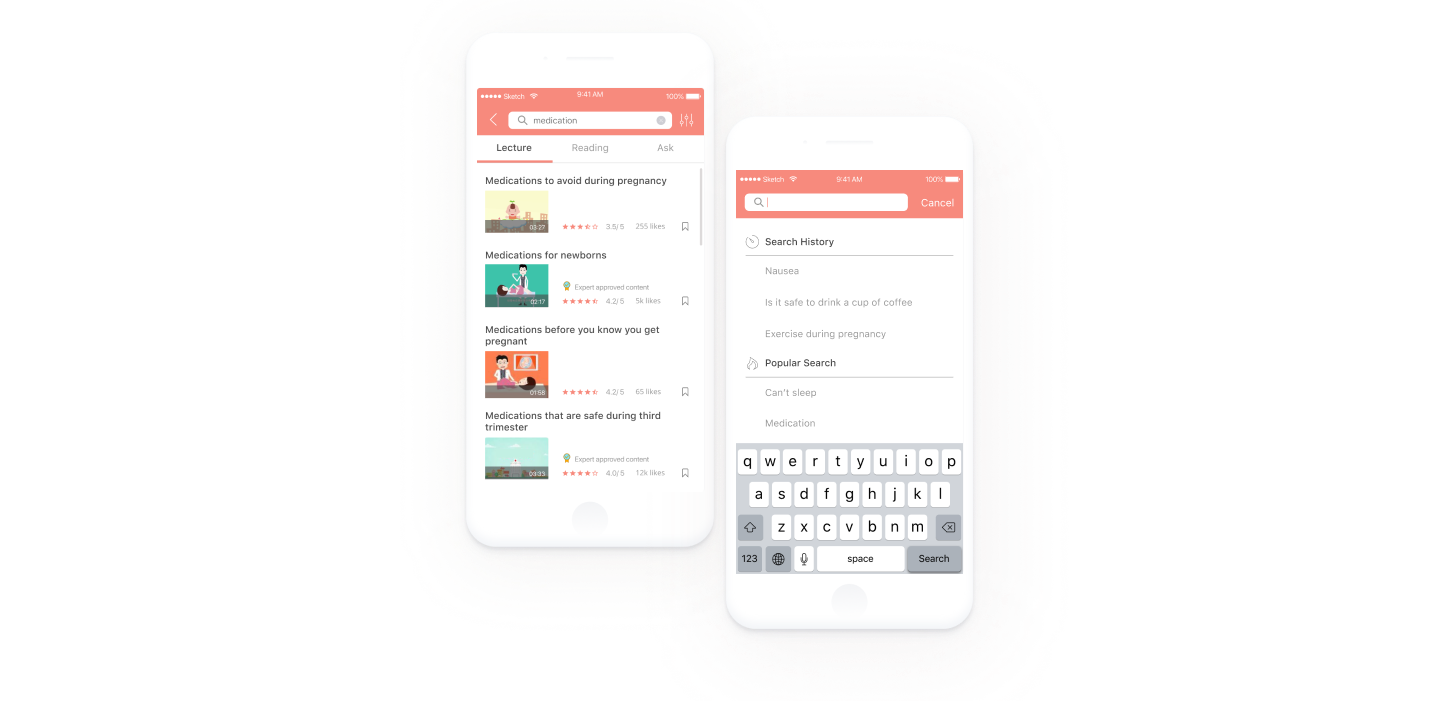 Sketch
9:41 AM
100%
medication
Lecture
Reading
Ask
Medications to avoid during pregnancy
03:27
3.5/ 5
255 likes
Medications for newborns
Expert approved content
02:17
4.2/ 5
5k likes
Medications before you know you get
pregnant
01:58
4.2/ 5
65 likes
Medications that are safe during third
trimester
Expert approved content
03:33
4.0/ 5
12k likes
Sketch
9:41 AM
100%
Cancel
Search History
Nausea
Is it safe to drink a cup of coffee
Exercise during pregnancy
Popular Search
Can't sleep
Medication
q w e r t y u i o p
a s d f g h j k l
z x c v b n m
123 space Search